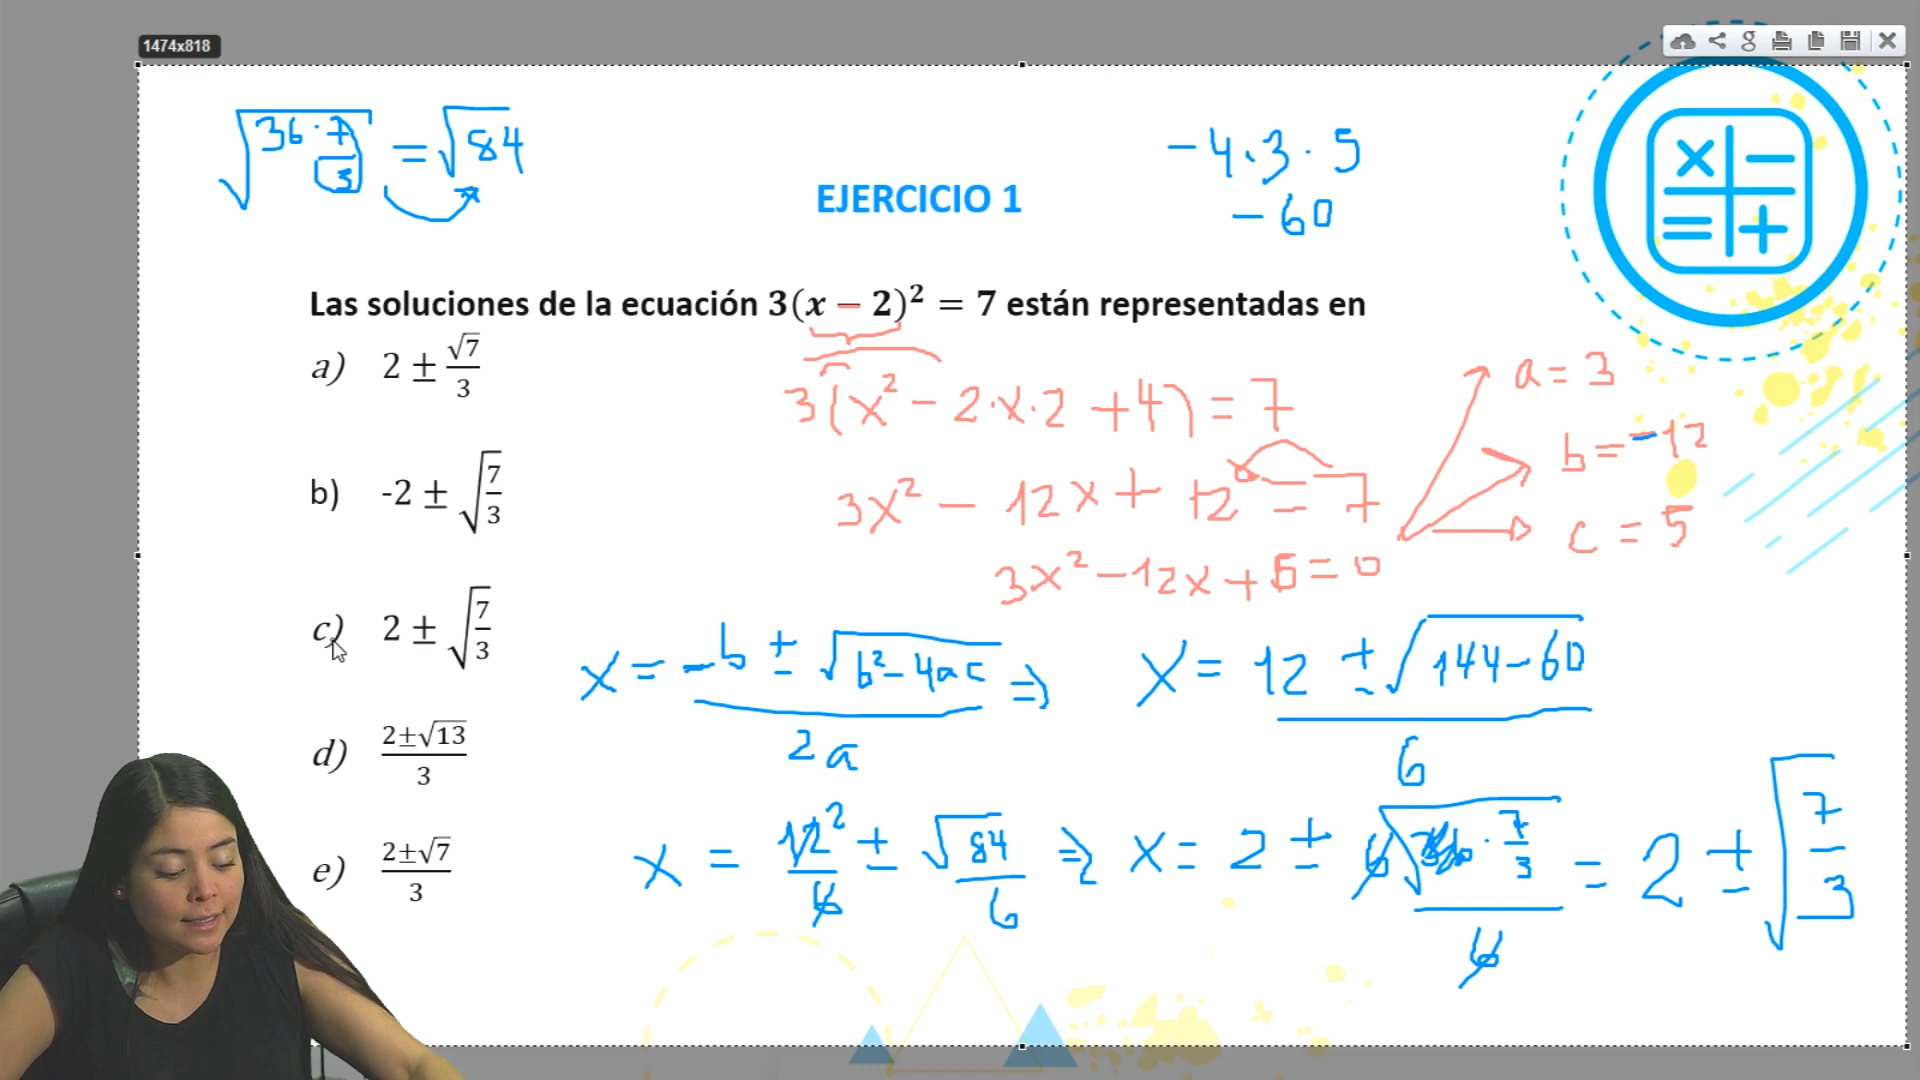 1474x818
√(36·7/3) = √84
-4·3·5
-60
EJERCICIO 1
Las soluciones de la ecuación 3(x − 2)² = 7 están representadas en
a) 2 ± √7/3
b) -2 ± √(7/3)
c) 2 ± √(7/3)
d) (2±√13)/3
e) (2±√7)/3
3(x² - 2·x·2 + 4) = 7
3x² - 12x + 12 = 7
3x² - 12x + 5 = 0
a = 3
b = -12
c = 5
x = (-b ± √(b² - 4ac))/2a ⇒ x = (12 ± √(144 - 60))/6
x = 12/6 2 ± √84/6 ⇒ x = 2 ± 6√(36·7/3)/6 = 2 ± √(7/3)